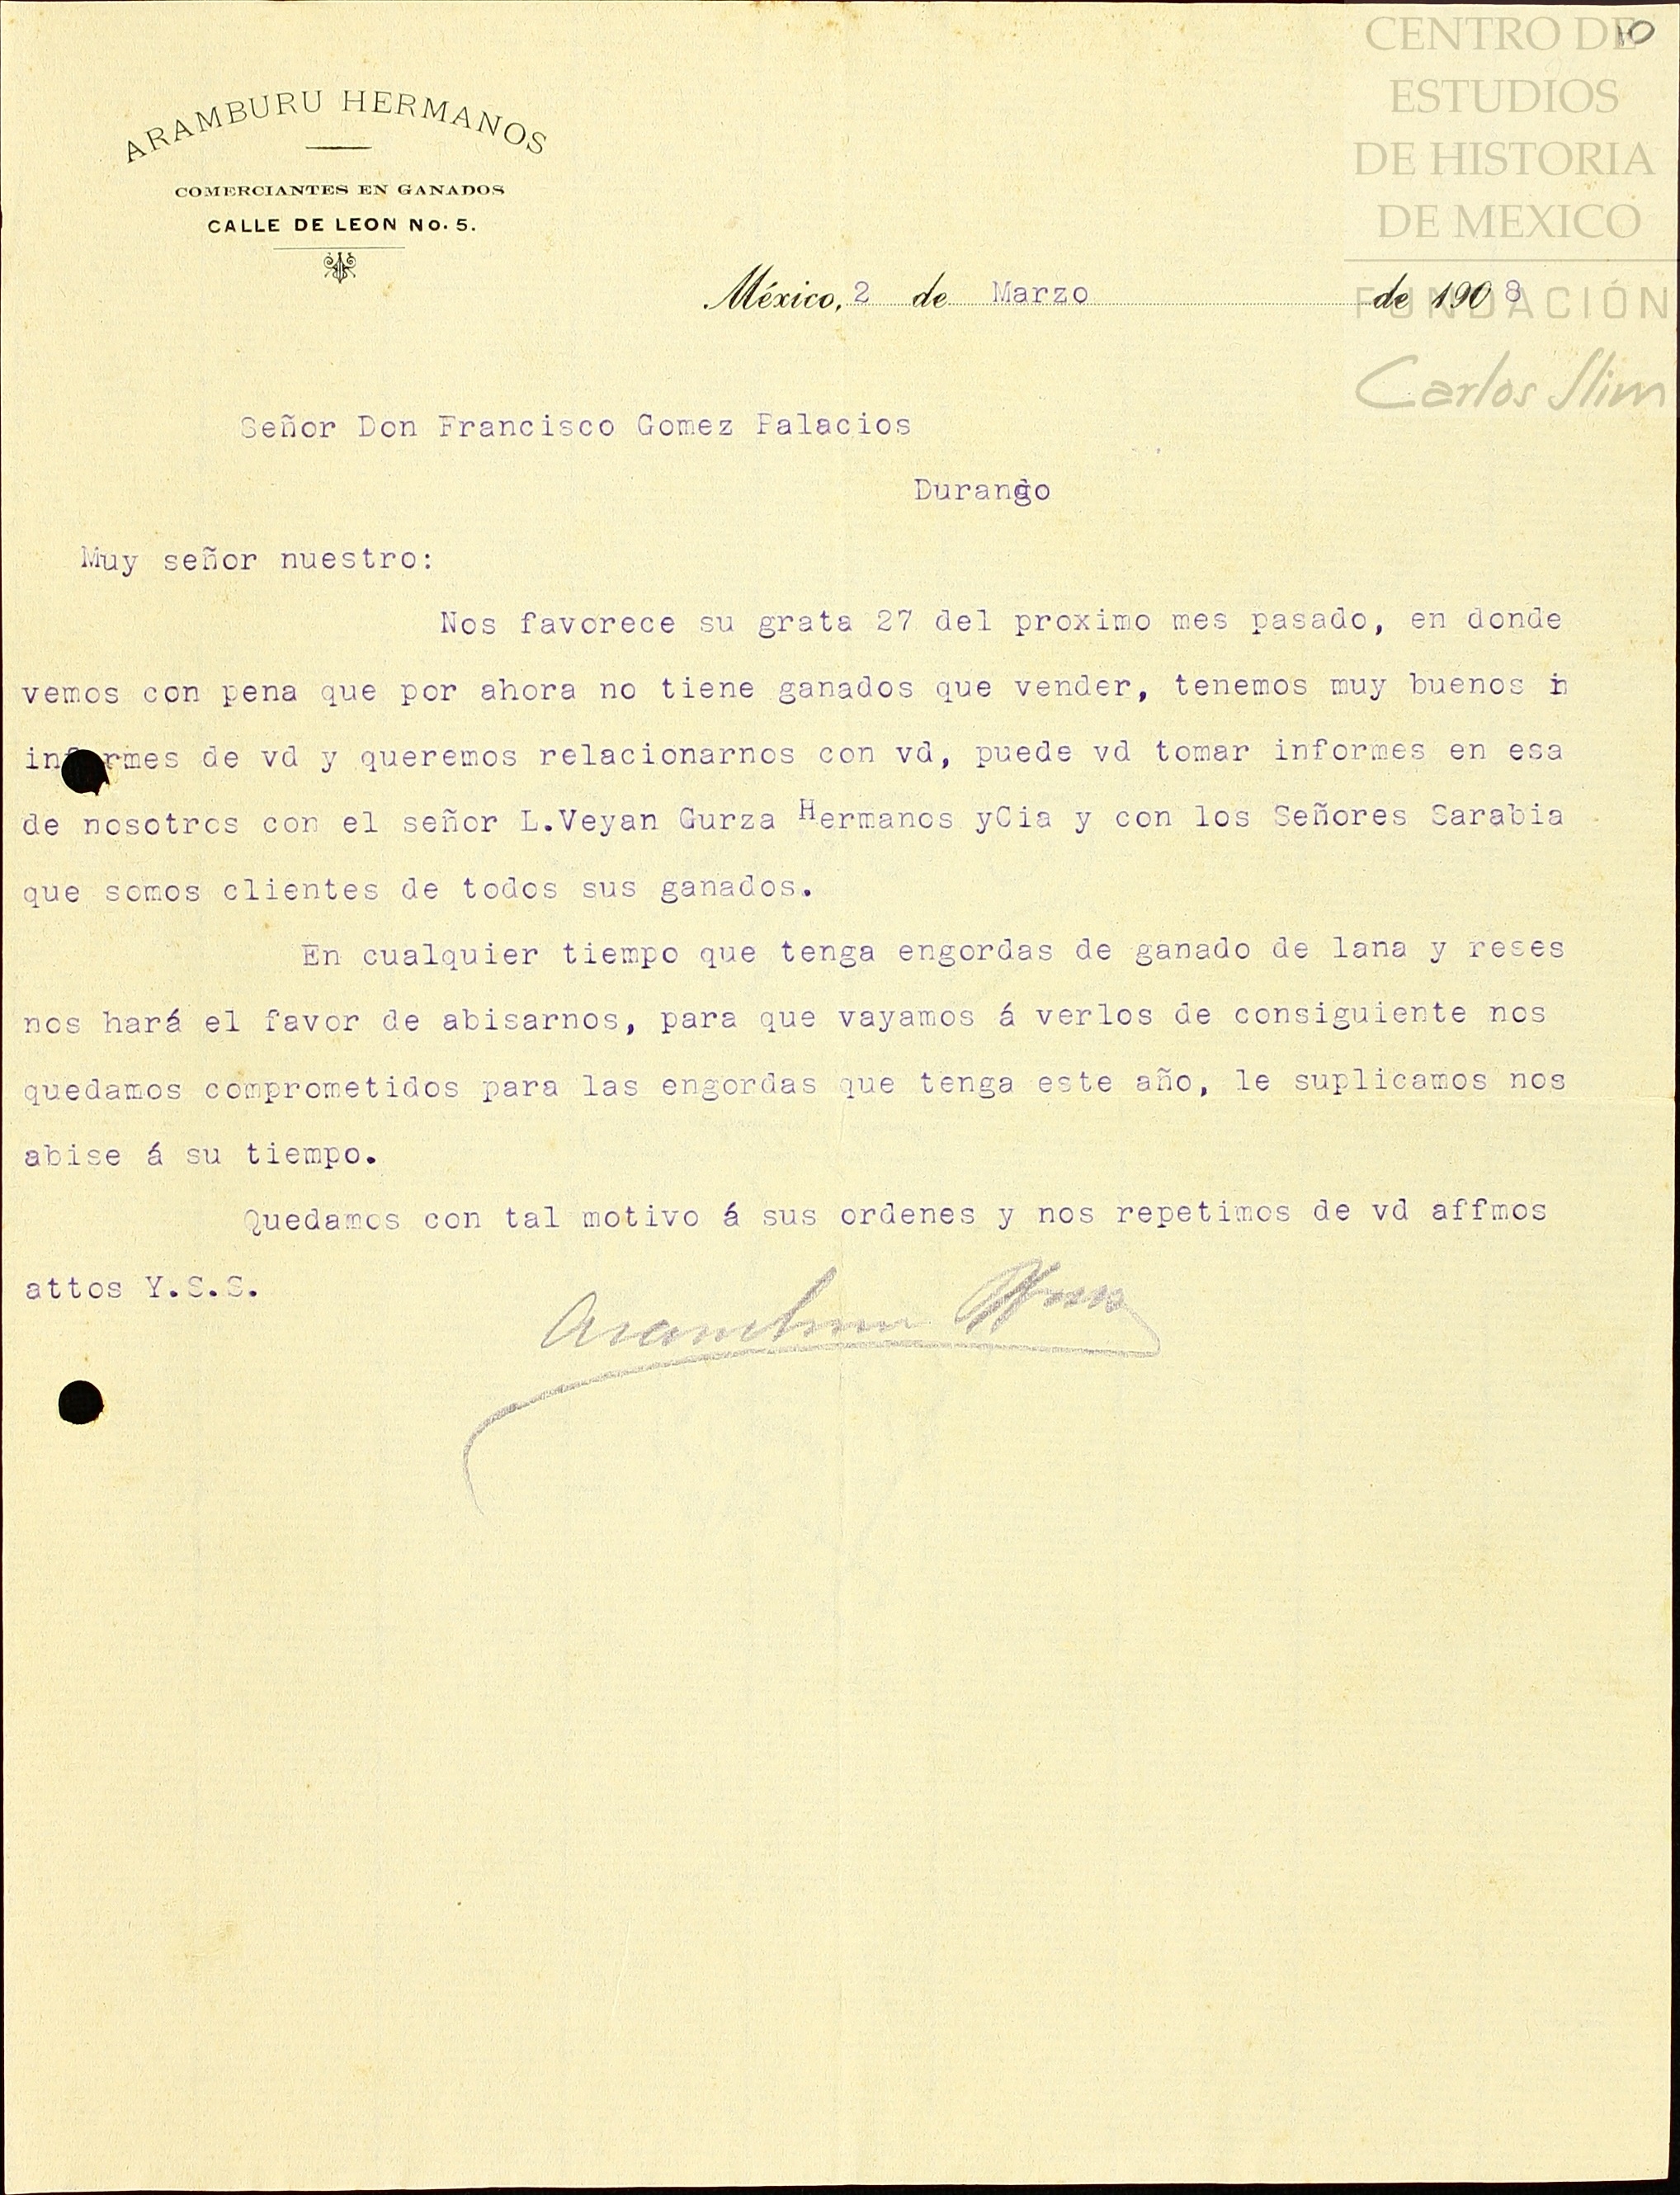 10
CENTRO DE
ESTUDIOS
DE HISTORIA
DE MEXICO
FUNDACIÓN
Carlos Slim
ARAMBURU HERMANOS
COMERCIANTES EN GANADOS
CALLE DE LEON No. 5.
México, 2 de Marzo de 1908
Señor Don Francisco Gomez Palacios
Durango
Muy señor nuestro:
Nos favorece su grata 27 del proximo mes pasado, en donde
vemos con pena que por ahora no tiene ganados que vender, tenemos muy buenos in
informes de vd y queremos relacionarnos con vd, puede vd tomar informes en esa
de nosotros con el señor L.Veyan Gurza Hermanos yCia y con los Señores Sarabia
que somos clientes de todos sus ganados.
En cualquier tiempo que tenga engordas de ganado de lana y reses
nos hará el favor de abisarnos, para que vayamos á verlos de consiguiente nos
quedamos comprometidos para las engordas que tenga este año, le suplicamos nos
abise á su tiempo.
Quedamos con tal motivo á sus ordenes y nos repetimos de vd affmos
attos Y.S.S.
Aramburu Hnos